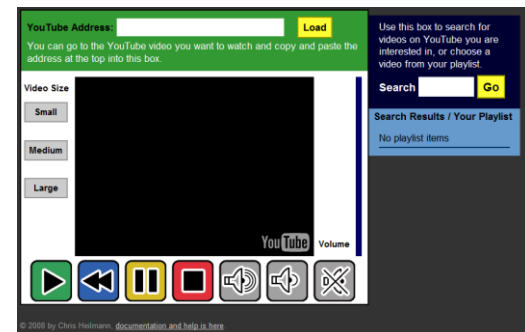 YouTube Address:
Load
You can go to the YouTube video you want to watch and copy and paste the
address at the top into this box.
Video Size
Small
Medium
Large
YouTube
Volume
Use this box to search for
videos on YouTube you are
interested in, or choose a
video from your playlist.
Search
Go
Search Results / Your Playlist
No playlist items
© 2008 by Chris Heilmann, documentation and help is here